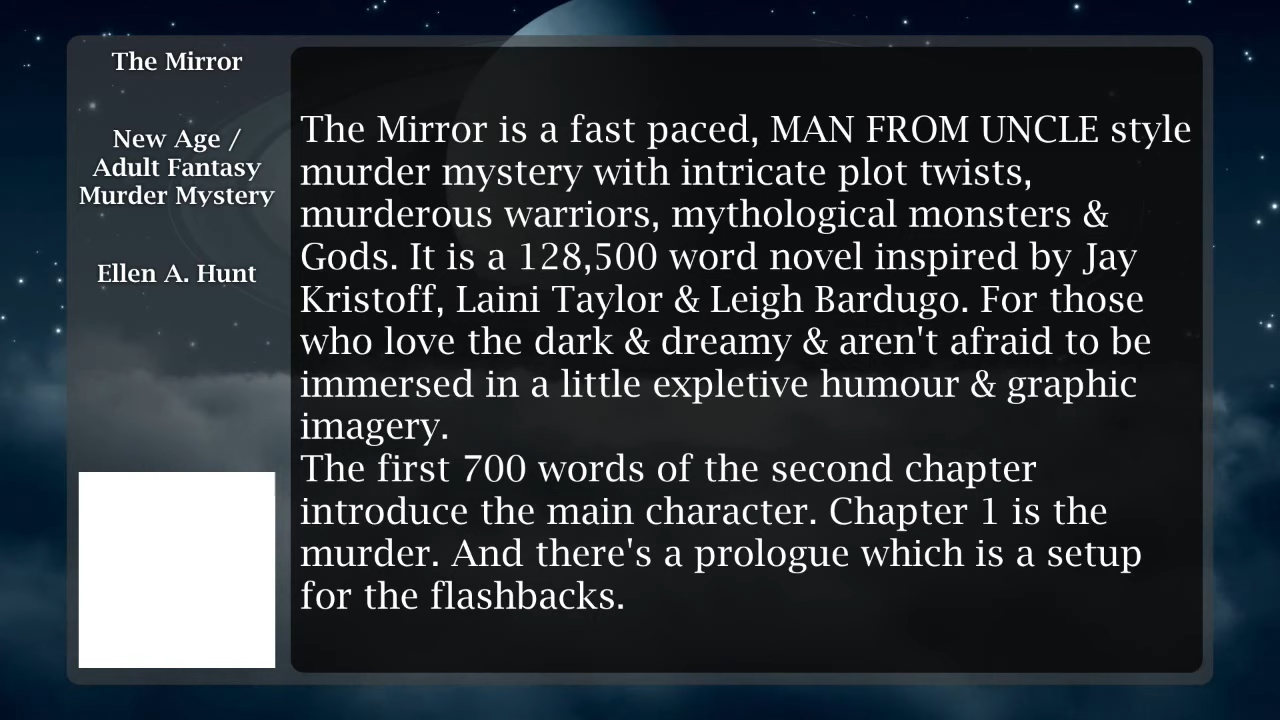 The Mirror
New Age /
Adult Fantasy
Murder Mystery
Ellen A. Hunt
The Mirror is a fast paced, MAN FROM UNCLE style
murder mystery with intricate plot twists,
murderous warriors, mythological monsters &
Gods. It is a 128,500 word novel inspired by Jay
Kristoff, Laini Taylor & Leigh Bardugo. For those
who love the dark & dreamy & aren't afraid to be
immersed in a little expletive humour & graphic
imagery.
The first 700 words of the second chapter
introduce the main character. Chapter 1 is the
murder. And there's a prologue which is a setup
for the flashbacks.